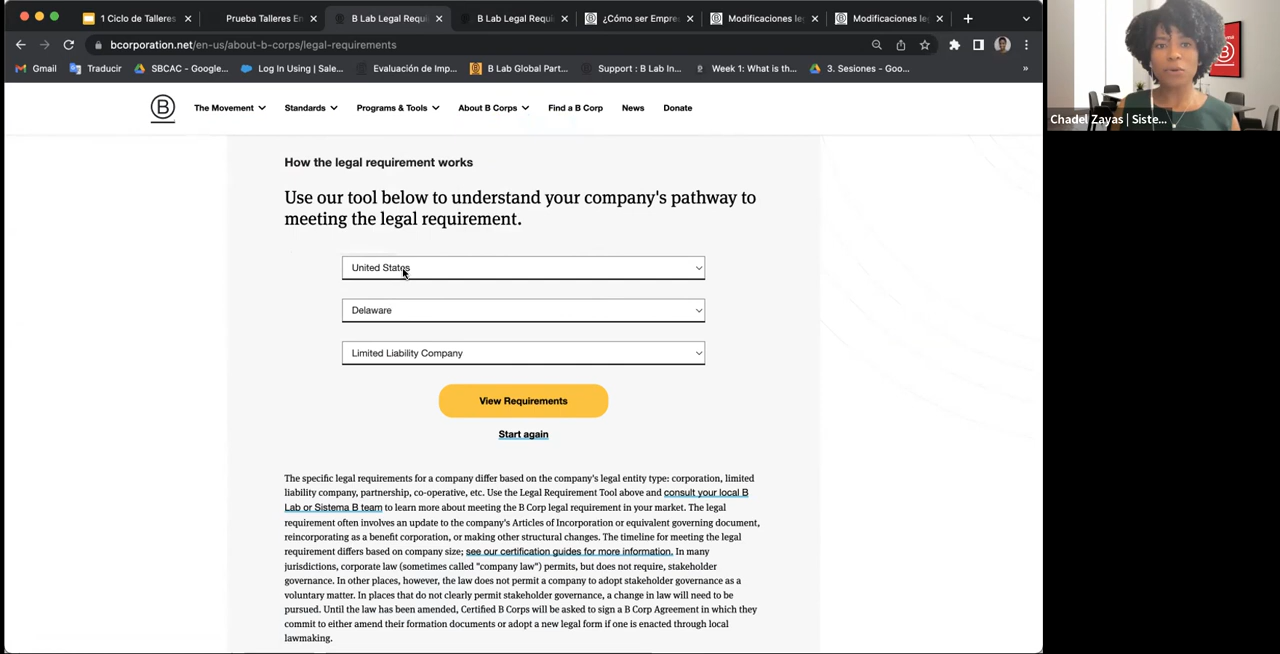 1 Ciclo de Talleres
Prueba Talleres En
B Lab Legal Requi
B Lab Legal Requi
¿Cómo ser Empre
Modificaciones le
Modificaciones le
bcorporation.net/en-us/about-b-corps/legal-requirements
Gmail
Traducir
SBCAC - Google...
Log In Using | Sale...
Evaluación de Imp...
B Lab Global Part...
Support : B Lab In...
Week 1: What is th...
3. Sesiones - Goo...
»
B
The Movement
Standards
Programs & Tools
About B Corps
Find a B Corp
News
Donate
Chadel Zayas | Siste...
How the legal requirement works
Use our tool below to understand your company's pathway to
meeting the legal requirement.
United States
Delaware
Limited Liability Company
View Requirements
Start again
The specific legal requirements for a company differ based on the company's legal entity type: corporation, limited
liability company, partnership, co-operative, etc. Use the Legal Requirement Tool above and consult your local B
Lab or Sistema B team to learn more about meeting the B Corp legal requirement in your market. The legal
requirement often involves an update to the company's Articles of Incorporation or equivalent governing document,
reincorporating as a benefit corporation, or making other structural changes. The timeline for meeting the legal
requirement differs based on company size; see our certification guides for more information. In many
jurisdictions, corporate law (sometimes called "company law") permits, but does not require, stakeholder
governance. In other places, however, the law does not permit a company to adopt stakeholder governance as a
voluntary matter. In places that do not clearly permit stakeholder governance, a change in law will need to be
pursued. Until the law has been amended, Certified B Corps will be asked to sign a B Corp Agreement in which they
commit to either amend their formation documents or adopt a new legal form if one is enacted through local
lawmaking.